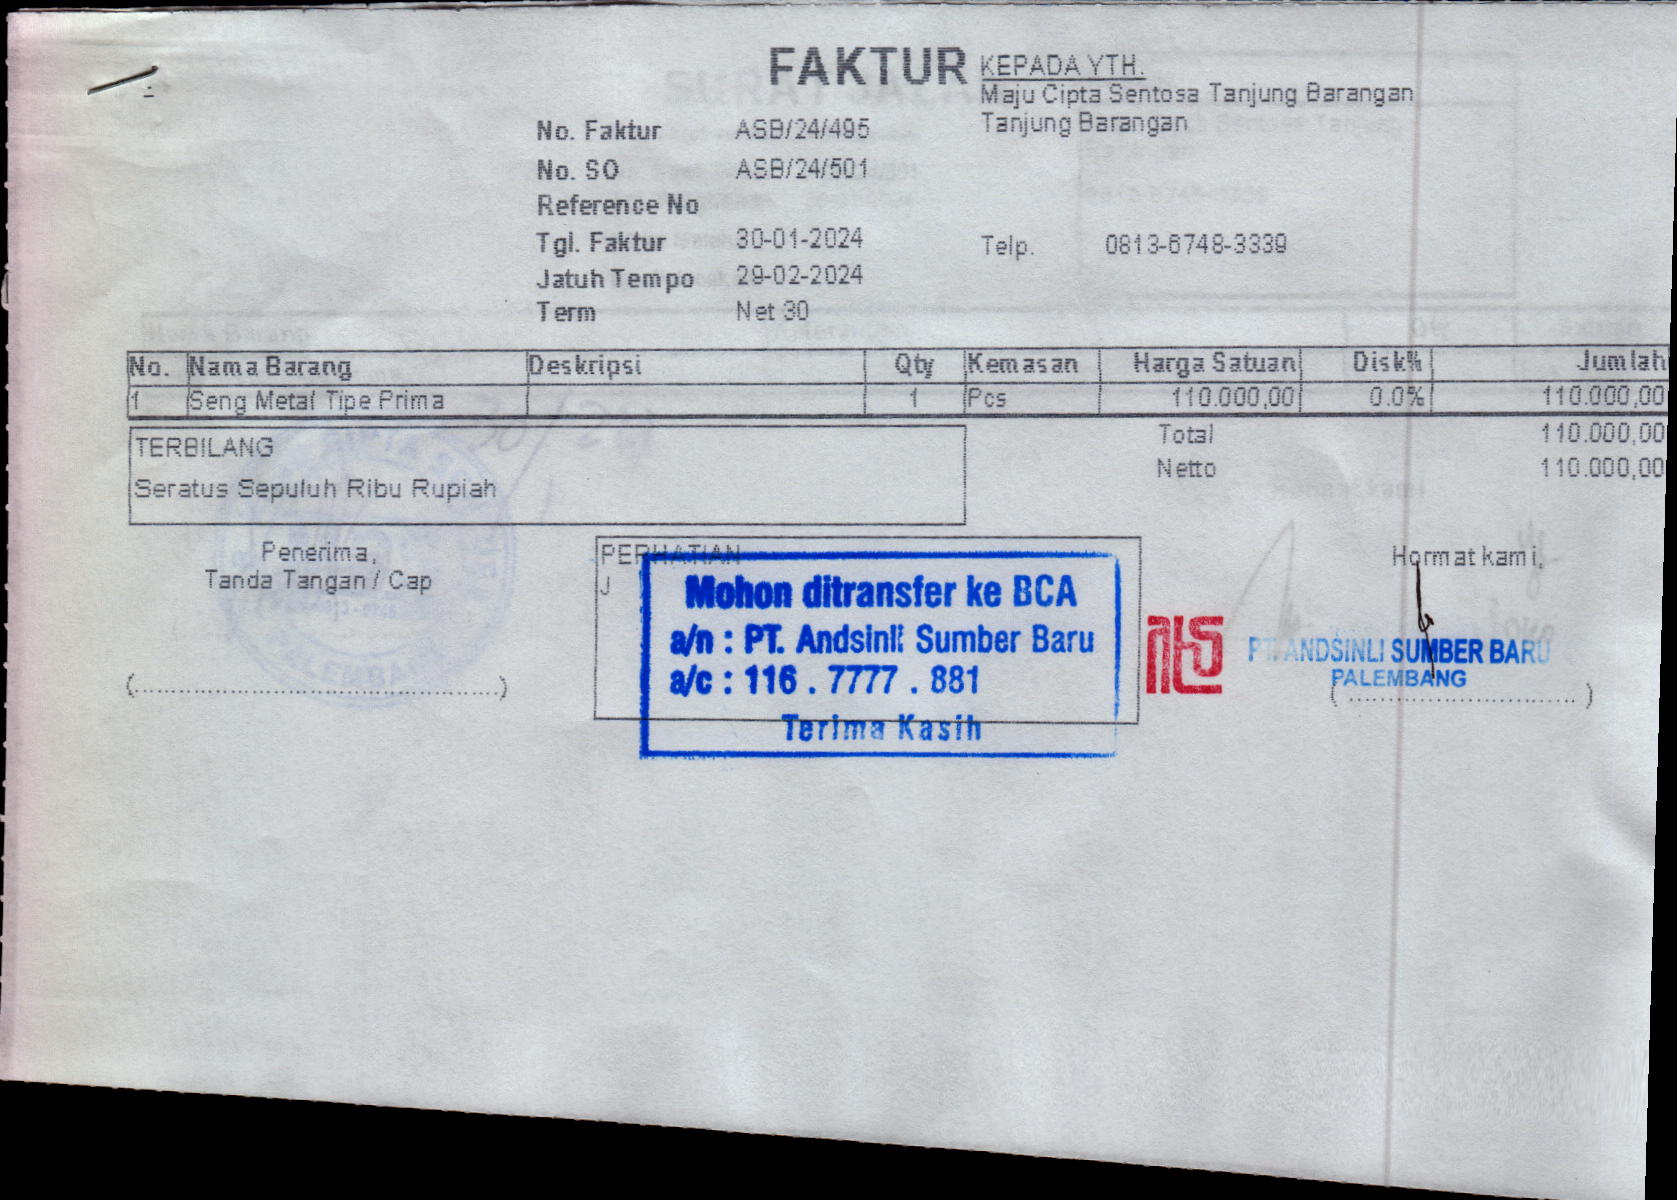 FAKTUR
KEPADA YTH.
Maju Cipta Sentosa Tanjung Barangan
Tanjung Barangan
No. Faktur ASB/24/495
No. SO ASB/24/501
Reference No
Tgl. Faktur 30-01-2024
Telp. 0813-6748-3339
Jatuh Tempo 29-02-2024
Term Net 30
No. Nama Barang Deskripsi Qty Kemasan Harga Satuan Disk% Jumlah
1 Seng Metal Tipe Prima 1 Pcs 110.000,00 0.0% 110.000,00
TERBILANG
Seratus Sepuluh Ribu Rupiah
Total 110.000,00
Netto 110.000,00
Penerima,
Tanda Tangan / Cap
(........................................................)
PERHATIAN
J
Mohon ditransfer ke BCA
a/n : PT. Andsinli Sumber Baru
a/c : 116 . 7777 . 881
Terima Kasih
Hormat kami,
PT. ANDSINLI SUMBER BARU
PALEMBANG
(...................................)